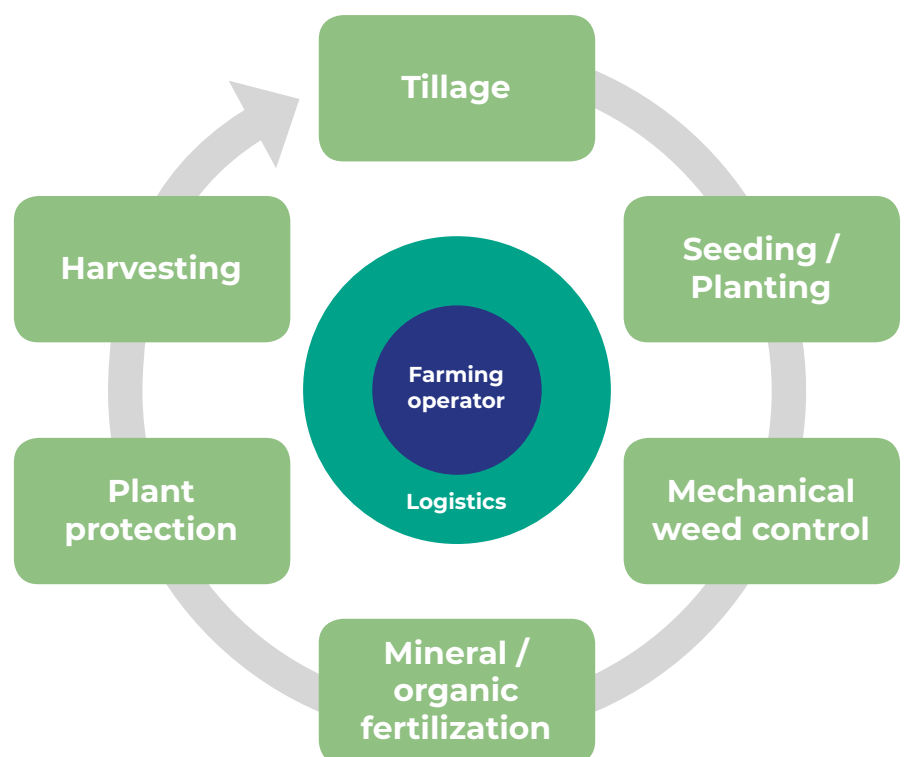 Tillage
Seeding /
Planting
Mechanical
weed control
Mineral /
organic
fertilization
Plant
protection
Harvesting
Farming
operator
Logistics